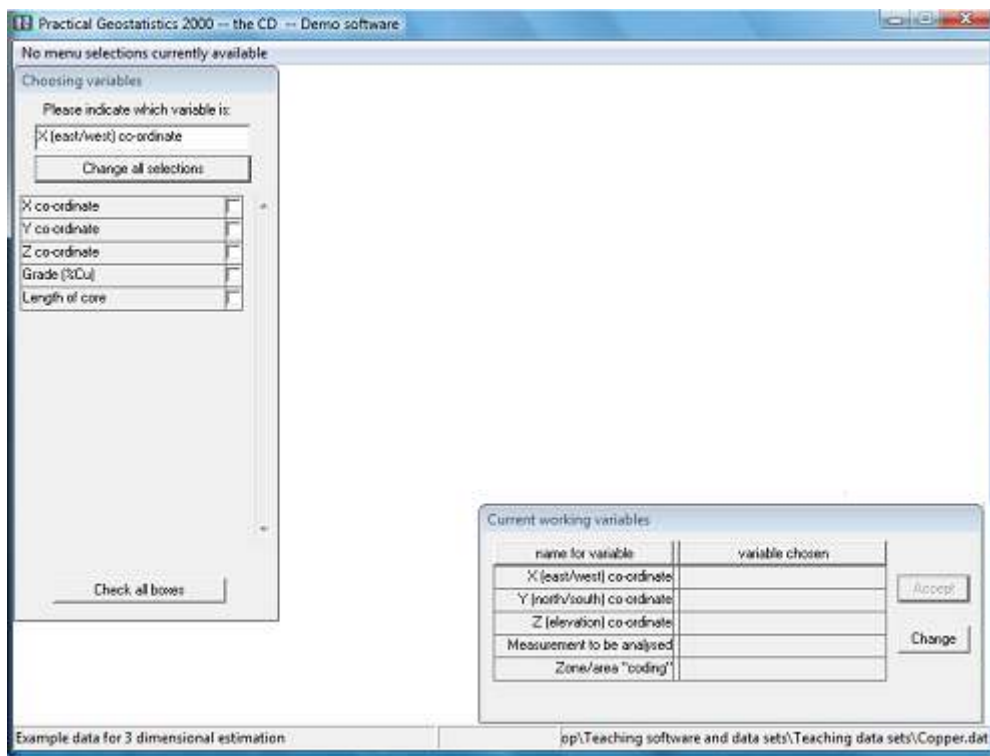 Practical Geostatistics 2000 -- the CD -- Demo software
No menu selections currently available
Choosing variables
Please indicate which variable is:
X (east/west) co-ordinate
Change all selections
X co-ordinate
Y co-ordinate
Z co-ordinate
Grade (%Cu)
Length of core
Check all boxes
Current working variables
name for variable variable chosen
X (east/west) co-ordinate
Y (north/south) co-ordinate
Z (elevation) co-ordinate
Measurement to be analysed
Zone/area "coding"
Accept
Change
Example data for 3 dimensional estimation
op\Teaching software and data sets\Teaching data sets\Copper.dat